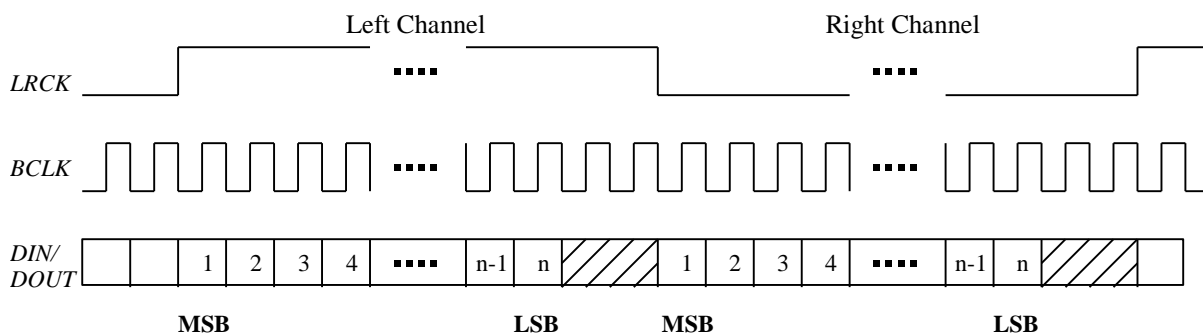 Left Channel Right Channel
LRCK
BCLK
DIN/
DOUT
1 2 3 4 n-1 n 1 2 3 4 n-1 n
MSB LSB MSB LSB